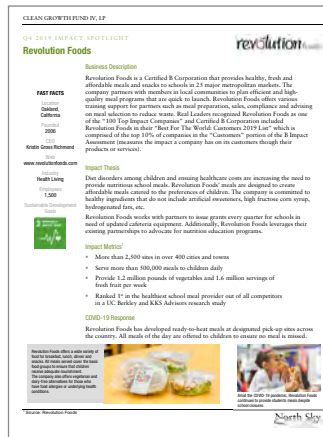 CLEAN GROWTH FUND IV, LP
Q4 2019 IMPACT SPOTLIGHT
Revolution Foods
revolution foods
FAST FACTS
Location
Oakland,
California
Founded
2006
CEO
Kristin Groos Richmond
Web
www.revolutionfoods.com
Industry
Health Living
Employees
1,500
Sustainable Development
Goals
Business Description
Revolution Foods is a Certified B Corporation that provides healthy, fresh and
affordable meals and snacks to schools in 25 major metropolitan markets. The
company partners with members in local communities to plan efficient and high-
quality meal programs that are quick to launch. Revolution Foods offers various
training support for partners such as meal preparation, sales, compliance and advising
on meal selection to reduce waste. Real Leaders recognized Revolution Foods as one
of the “100 Top Impact Companies” and Certified B Corporation included
Revolution Foods in their “Best For The World: Customers 2019 List” which is
comprised of the top 10% of companies in the “Customers” portion of the B Impact
Assessment (measures the impact a company has on its customers though their
products or services).
Impact Thesis
Diet disorders among children and ensuing healthcare costs are increasing the need to
provide nutritious school meals. Revolution Foods’ meals are designed to create
affordable meals catered to the preferences of children. The company is committed to
healthy ingredients that do not include artificial sweeteners, high fructose corn syrup,
hydrogenated fats, etc.
Revolution Foods works with partners to issue grants every quarter for schools in
need of updated cafeteria equipment. Additionally, Revolution Foods leverages their
existing partnerships to advocate for nutrition education programs.
Impact Metrics¹
• More than 2,500 sites in over 400 cities and towns
• Serve more than 500,000 meals to children daily
• Provide 1.2 million pounds of vegetables and 1.6 million servings of
fresh fruit per week
• Ranked 1st in the healthiest school meal provider out of all competitors
in a UC Berkley and KKS Advisors research study
COVID-19 Response
Revolution Foods has developed ready-to-heat meals at designated pick-up sites across
the country. All meals of the day are offered to children to ensure no meal is missed.
Revolution Foods offers a wide variety of
food for breakfast, lunch, dinner and
snacks. All meals served cover the basic
food groups to ensure that children
receive adequate nourishment.
The company also offers vegetarian and
dairy-free alternatives for those who
have food allergies or underlying health
conditions.
Amid the COVID-19 pandemic, Revolution Foods
continues to provide students meals despite
school closures.
¹ Source: Revolution Foods
North Sky